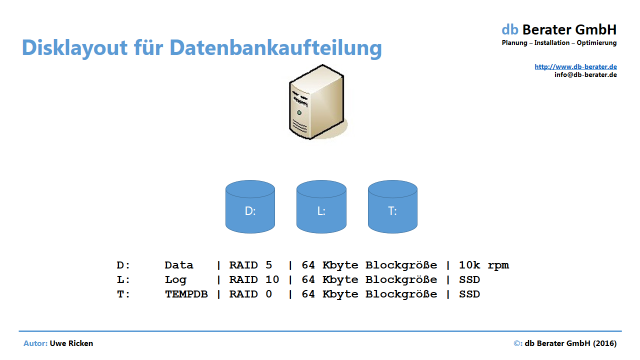 db Berater GmbH
Planung – Installation – Optimierung
Disklayout für Datenbankaufteilung
http://www.db-berater.de
info@db-berater.de
D: L: T:
D: Data | RAID 5 | 64 Kbyte Blockgröße | 10k rpm
L: Log | RAID 10 | 64 Kbyte Blockgröße | SSD
T: TEMPDB | RAID 0 | 64 Kbyte Blockgröße | SSD
Autor: Uwe Ricken ©: db Berater GmbH (2016)